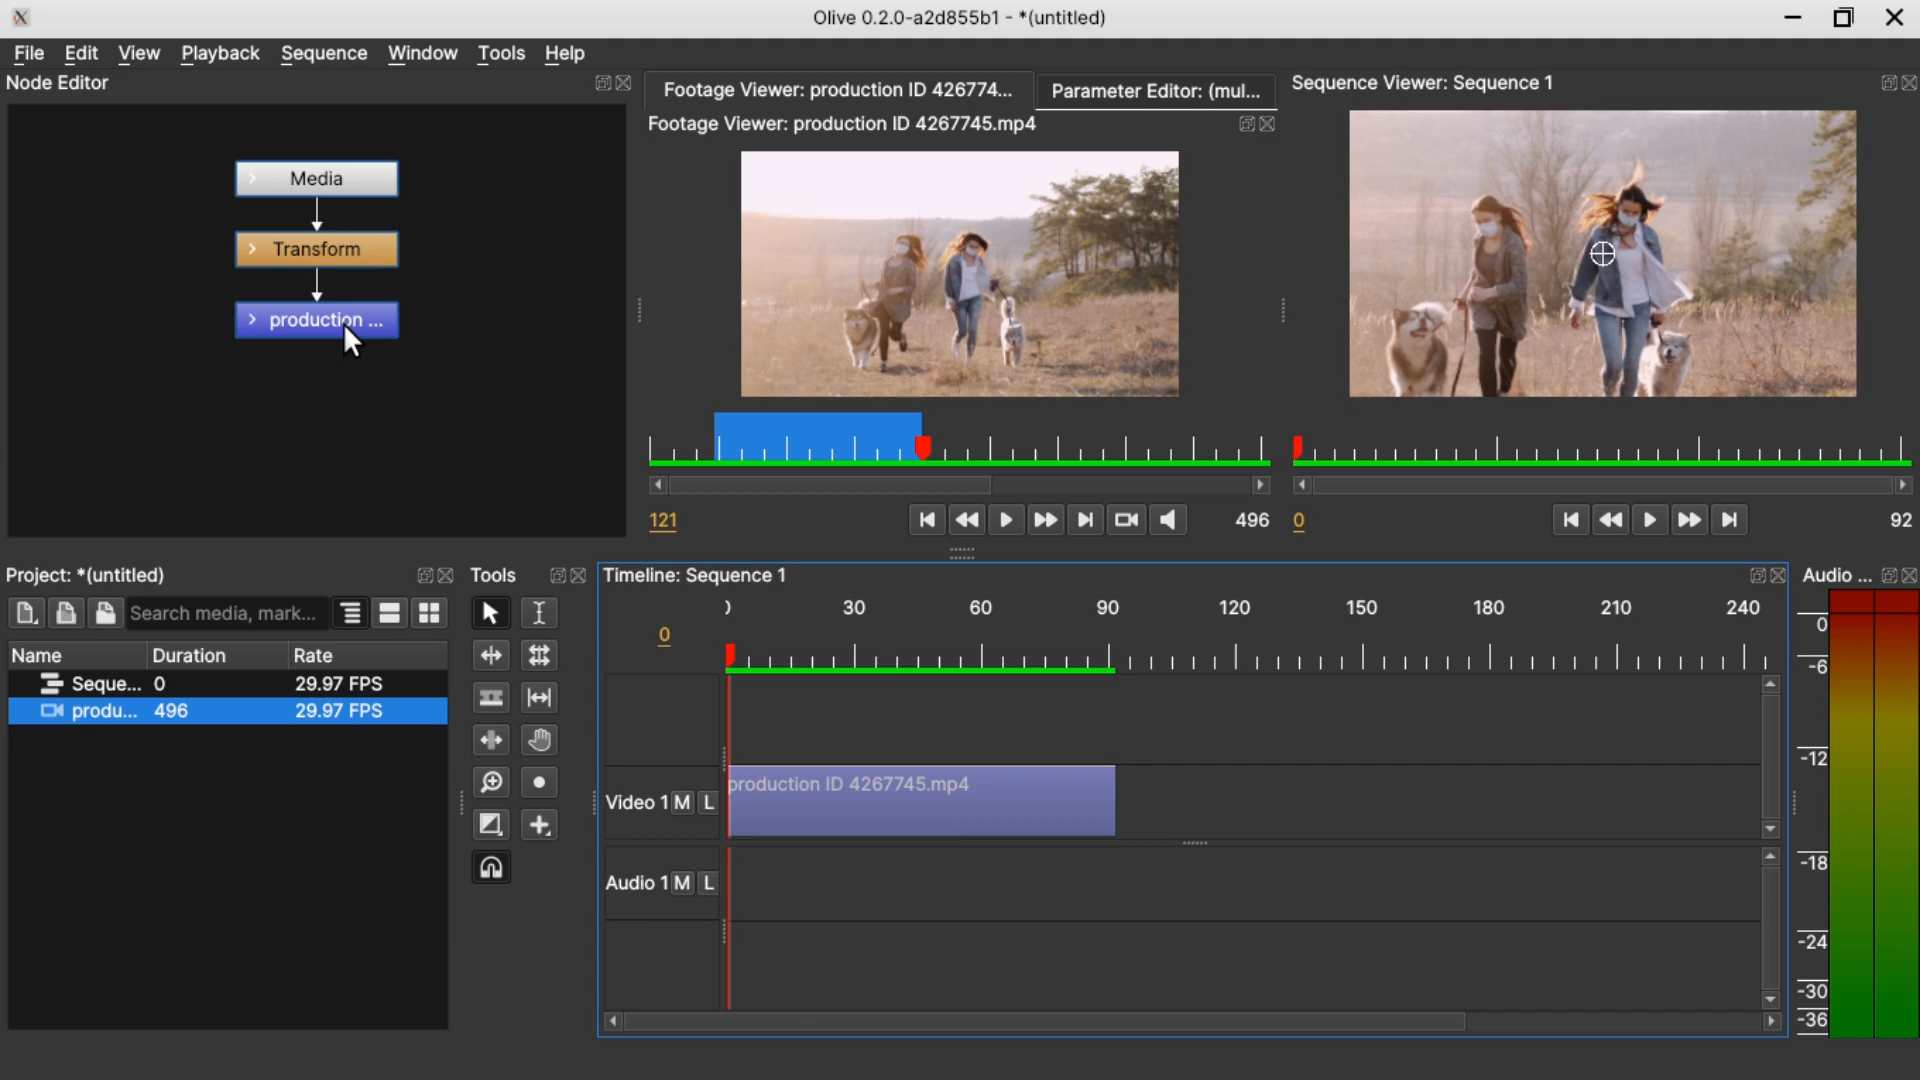 Olive 0.2.0-a2d855b1 - *(untitled)
File Edit View Playback Sequence Window Tools Help
Node Editor
Media
Transform
production ...
Footage Viewer: production ID 426774...
Parameter Editor: (mul...
Footage Viewer: production ID 4267745.mp4
121
496
Sequence Viewer: Sequence 1
0
92
Project: *(untitled)
Search media, mark...
Name Duration Rate
Seque... 0 29.97 FPS
produ... 496 29.97 FPS
Tools
Timeline: Sequence 1
30 60 90 120 150 180 210 240
0
production ID 4267745.mp4
Video 1 M L
Audio 1 M L
Audio ...
0
-6
-12
-18
-24
-30
-36